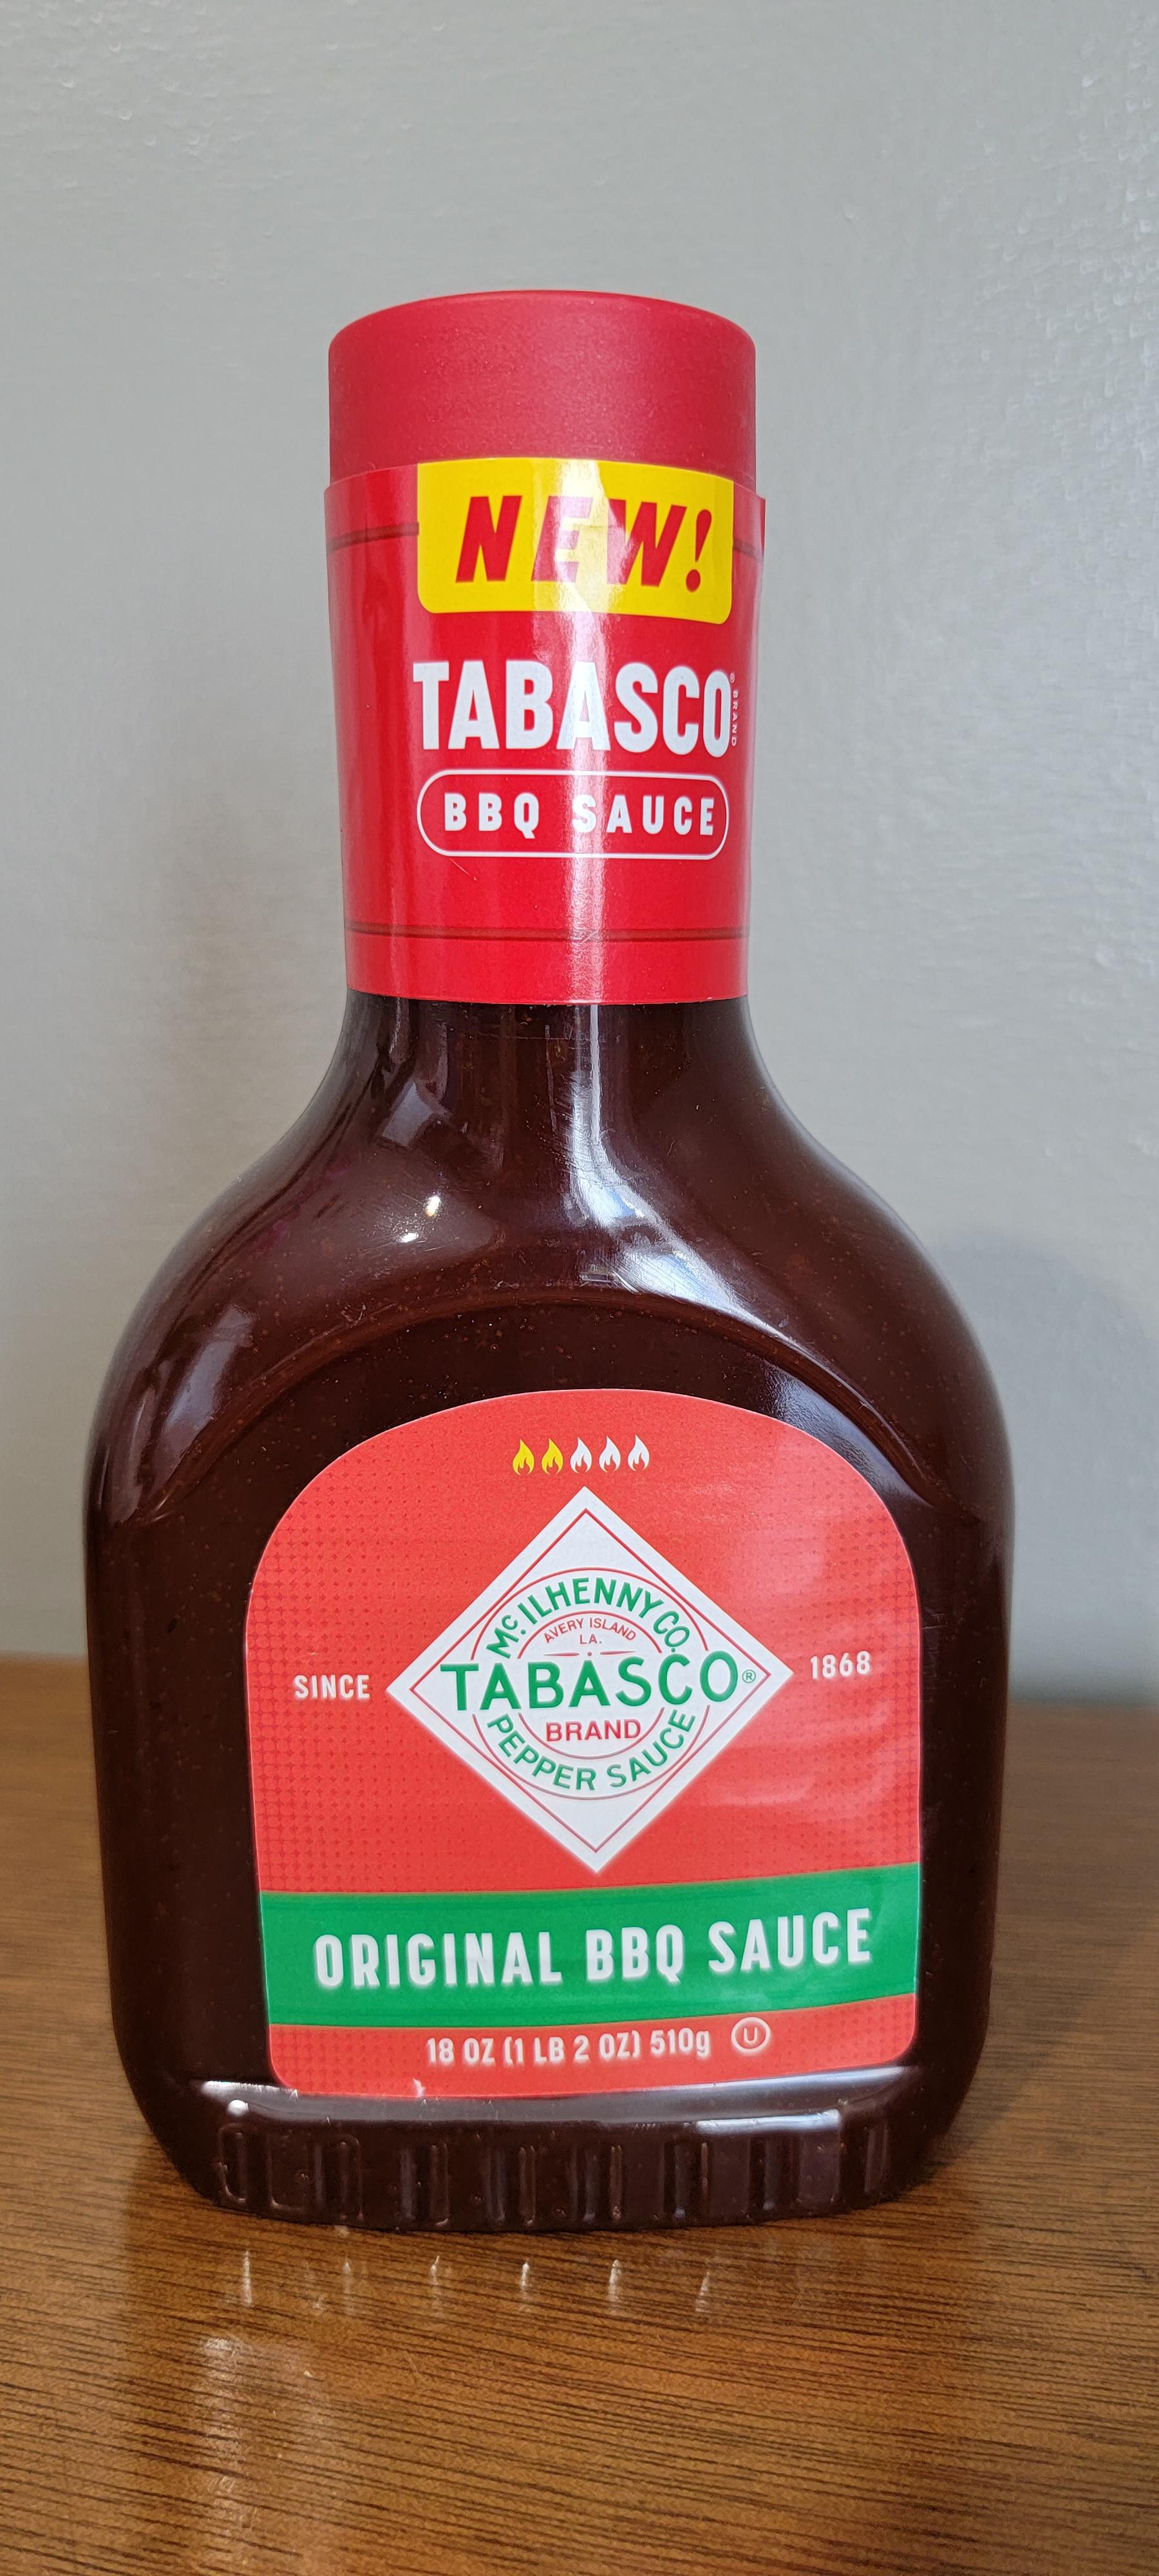 NEW!
TABASCO
® BRAND
BBQ SAUCE
SINCE
McILHENNY CO.
AVERY ISLAND
LA.
TABASCO®
BRAND
PEPPER SAUCE
1868
ORIGINAL BBQ SAUCE
18 OZ (1 LB 2 OZ) 510g U